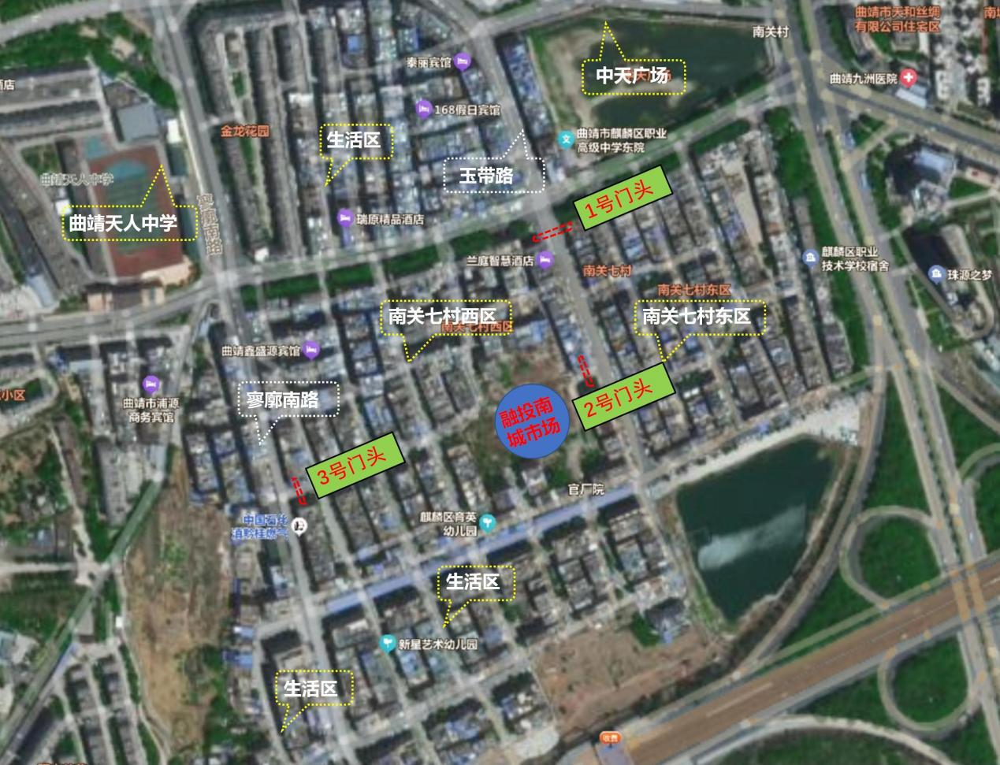 曲靖市天和丝绸
有限公司住宅区
南关村
泰丽宾馆
中天广场
曲靖九洲医院
168假日宾馆
金龙花园
生活区
曲靖市麒麟区职业
高级中学东院
玉带路
曲靖天人中学
曲靖天人中学
寥廓南路
1号门头
瑞原精品酒店
兰庭智慧酒店
南关七村
麒麟区职业
技术学校宿舍
珠源之梦
南关七村东区
南关七村西区
南关七村西区
南关七村东区
曲靖鑫盛源宾馆
小区
曲靖市浦源
商务宾馆
寥廓南路
2号门头
融投南
城市场
3号门头
官厂院
麒麟区育英
幼儿园
中国石龙
滇黔桂燃气
生活区
新星艺术幼儿园
生活区
收费